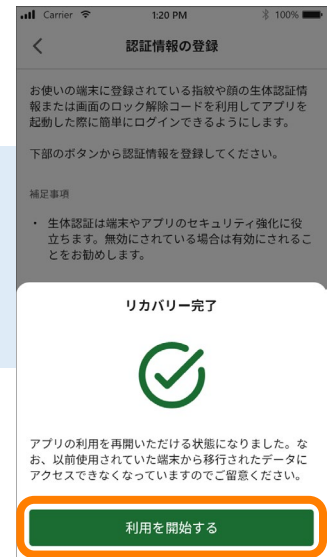 Carrier 1:20 PM 100%
認証情報の登録
お使いの端末に登録されている指紋や顔の生体認証情
報または画面のロック解除コードを利用してアプリを
起動した際に簡単にログインできるようにします。
下部のボタンから認証情報を登録してください。
補足事項
・ 生体認証は端末やアプリのセキュリティ強化に役
立ちます。無効にされている場合は有効にされるこ
とをお勧めします。
リカバリー完了
アプリの利用を再開いただける状態になりました。な
お、以前使用されていた端末から移行されたデータに
アクセスできなくなっていますのでご留意ください。
利用を開始する